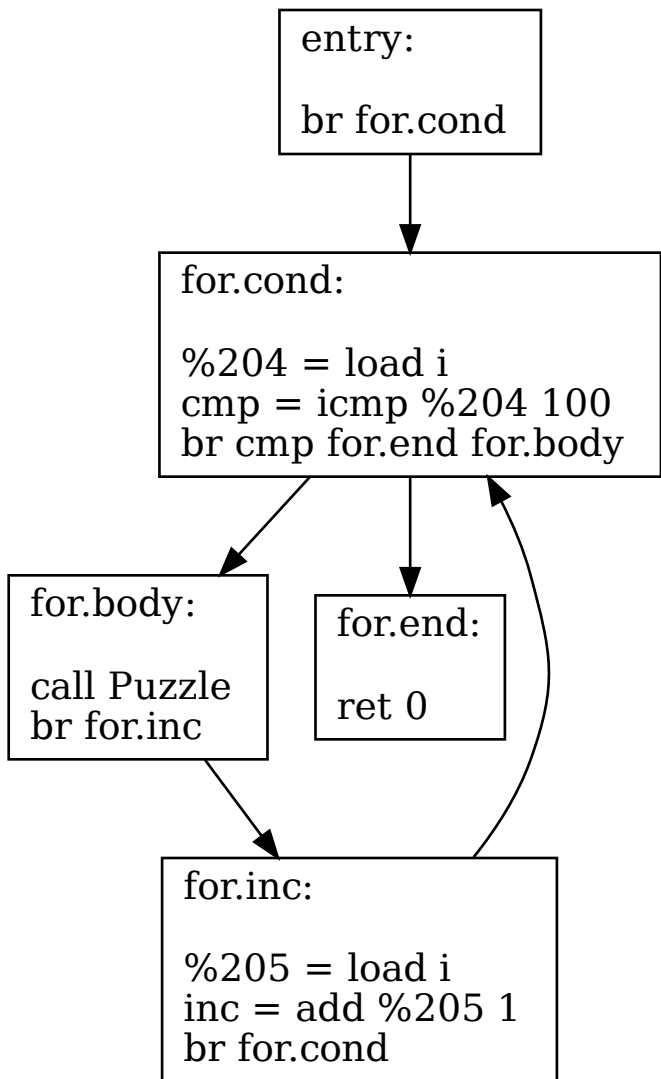 entry:
br for.cond
for.cond:
%204 = load i
cmp = icmp %204 100
br cmp for.end for.body
for.body:
call Puzzle
br for.inc
for.end:
ret 0
for.inc:
%205 = load i
inc = add %205 1
br for.cond